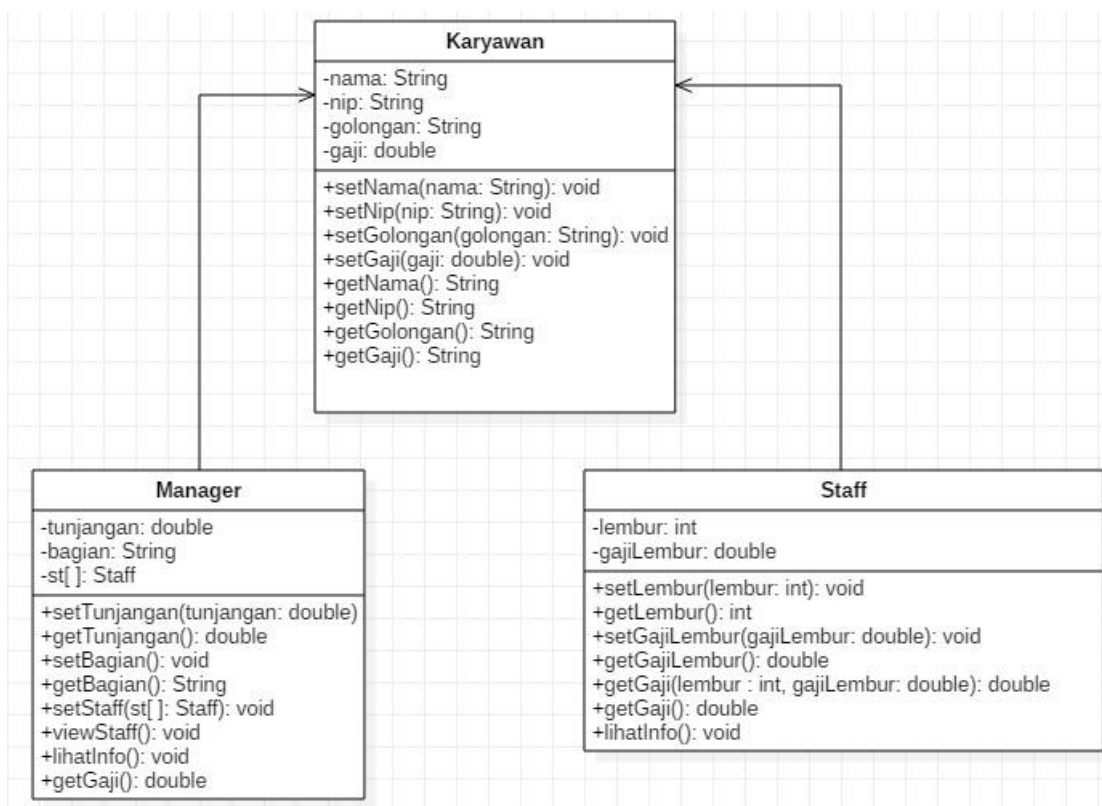 Karyawan
-nama: String
-nip: String
-golongan: String
-gaji: double
+setNama(nama: String): void
+setNip(nip: String): void
+setGolongan(golongan: String): void
+setGaji(gaji: double): void
+getNama(): String
+getNip(): String
+getGolongan(): String
+getGaji(): String
Manager
-tunjangan: double
-bagian: String
-st[ ]: Staff
+setTunjangan(tunjangan: double)
+getTunjangan(): double
+setBagian(): void
+getBagian(): String
+setStaff(st[ ]: Staff): void
+viewStaff(): void
+lihatInfo(): void
+getGaji(): double
Staff
-lembur: int
-gajiLembur: double
+setLembur(lembur: int): void
+getLembur(): int
+setGajiLembur(gajiLembur: double): void
+getGajiLembur(): double
+getGaji(lembur : int, gajiLembur: double): double
+getGaji(): double
+lihatInfo(): void